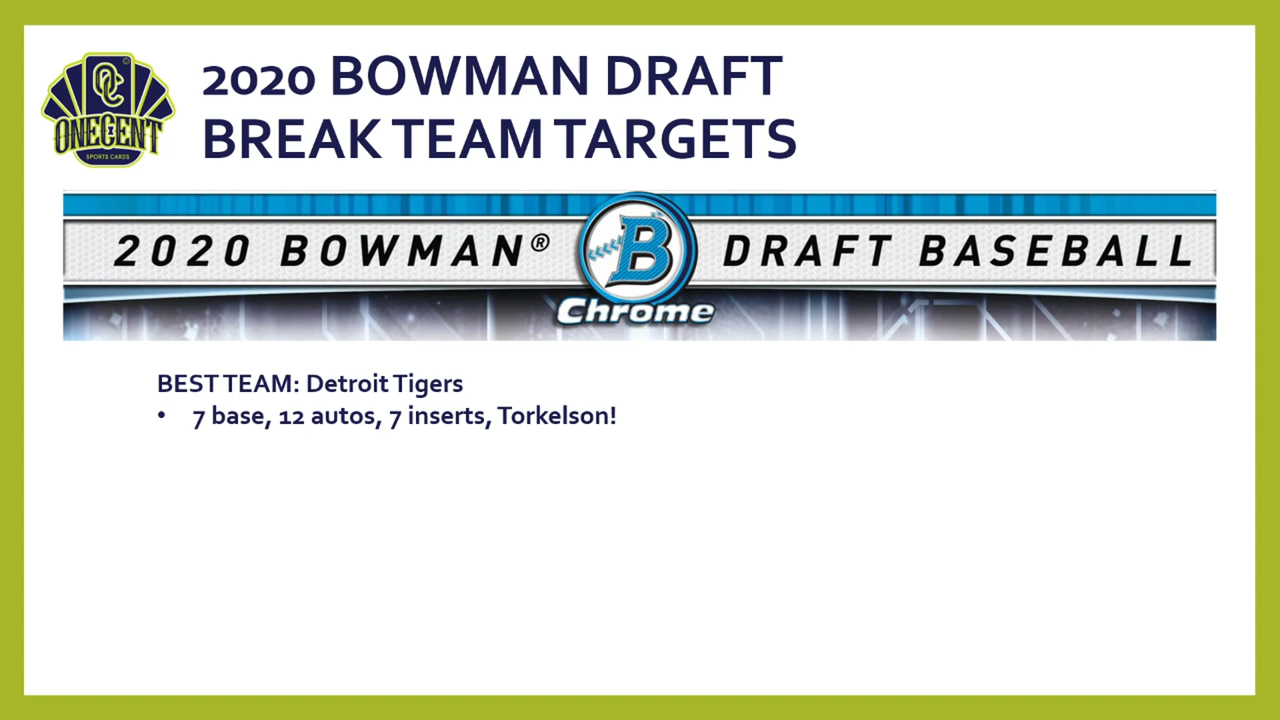 OC
ONECENT
SPORTS CARDS
2020 BOWMAN DRAFT
BREAK TEAM TARGETS
2020 BOWMAN® B DRAFT BASEBALL
Chrome
BEST TEAM: Detroit Tigers
• 7 base, 12 autos, 7 inserts, Torkelson!